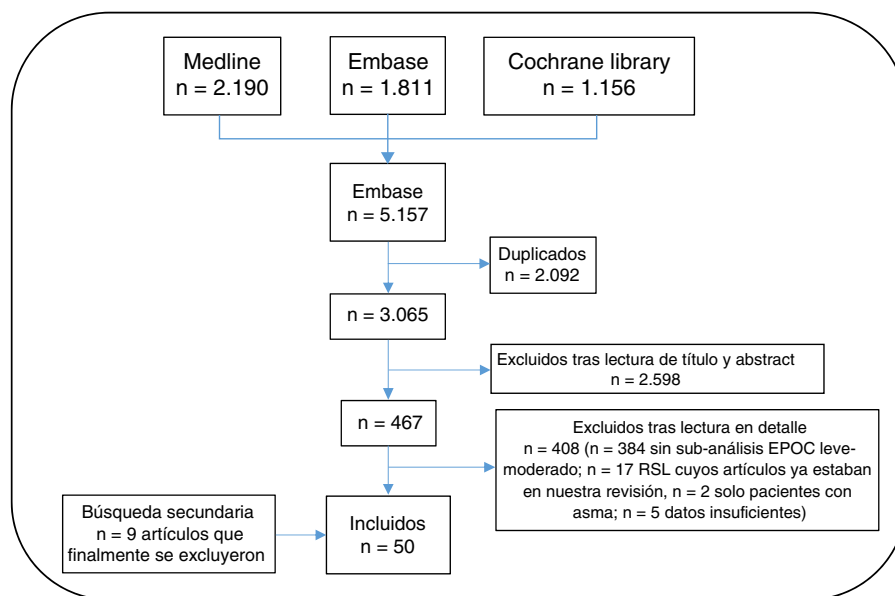 Medline
n = 2.190
Embase
n = 1.811
Cochrane library
n = 1.156
Embase
n = 5.157
Duplicados
n = 2.092
n = 3.065
Excluidos tras lectura de título y abstract
n = 2.598
n = 467
Excluidos tras lectura en detalle
n = 408 (n = 384 sin sub-análisis EPOC leve-
moderado; n = 17 RSL cuyos artículos ya estaban
en nuestra revisión, n = 2 solo pacientes con
asma; n = 5 datos insuficientes)
Búsqueda secundaria
n = 9 artículos que
finalmente se excluyeron
Incluidos
n = 50